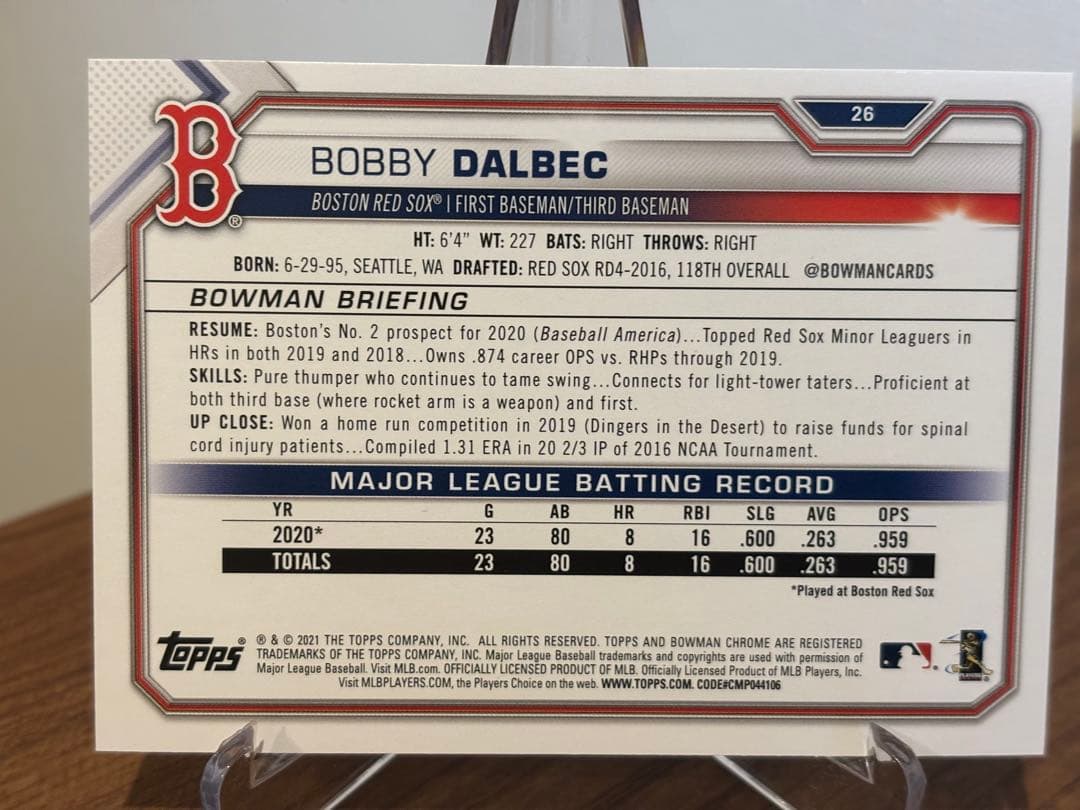 26
B ®
BOBBY DALBEC
BOSTON RED SOX® | FIRST BASEMAN/THIRD BASEMAN
HT: 6'4" WT: 227 BATS: RIGHT THROWS: RIGHT
BORN: 6-29-95, SEATTLE, WA DRAFTED: RED SOX RD4-2016, 118TH OVERALL @BOWMANCARDS
BOWMAN BRIEFING
RESUME: Boston's No. 2 prospect for 2020 (Baseball America)...Topped Red Sox Minor Leaguers in
HRs in both 2019 and 2018...Owns .874 career OPS vs. RHPs through 2019.
SKILLS: Pure thumper who continues to tame swing...Connects for light-tower taters...Proficient at
both third base (where rocket arm is a weapon) and first.
UP CLOSE: Won a home run competition in 2019 (Dingers in the Desert) to raise funds for spinal
cord injury patients...Compiled 1.31 ERA in 20 2/3 IP of 2016 NCAA Tournament.
MAJOR LEAGUE BATTING RECORD
YR G AB HR RBI SLG AVG OPS
2020* 23 80 8 16 .600 .263 .959
TOTALS 23 80 8 16 .600 .263 .959
*Played at Boston Red Sox
Topps ®
® & © 2021 THE TOPPS COMPANY, INC. ALL RIGHTS RESERVED. TOPPS AND BOWMAN CHROME ARE REGISTERED
TRADEMARKS OF THE TOPPS COMPANY, INC. Major League Baseball trademarks and copyrights are used with permission of
Major League Baseball. Visit MLB.com. OFFICIALLY LICENSED PRODUCT OF MLB. Officially Licensed Product of MLB Players, Inc.
Visit MLBPLAYERS.COM, the Players Choice on the web. WWW.TOPPS.COM. CODE#CMP044106